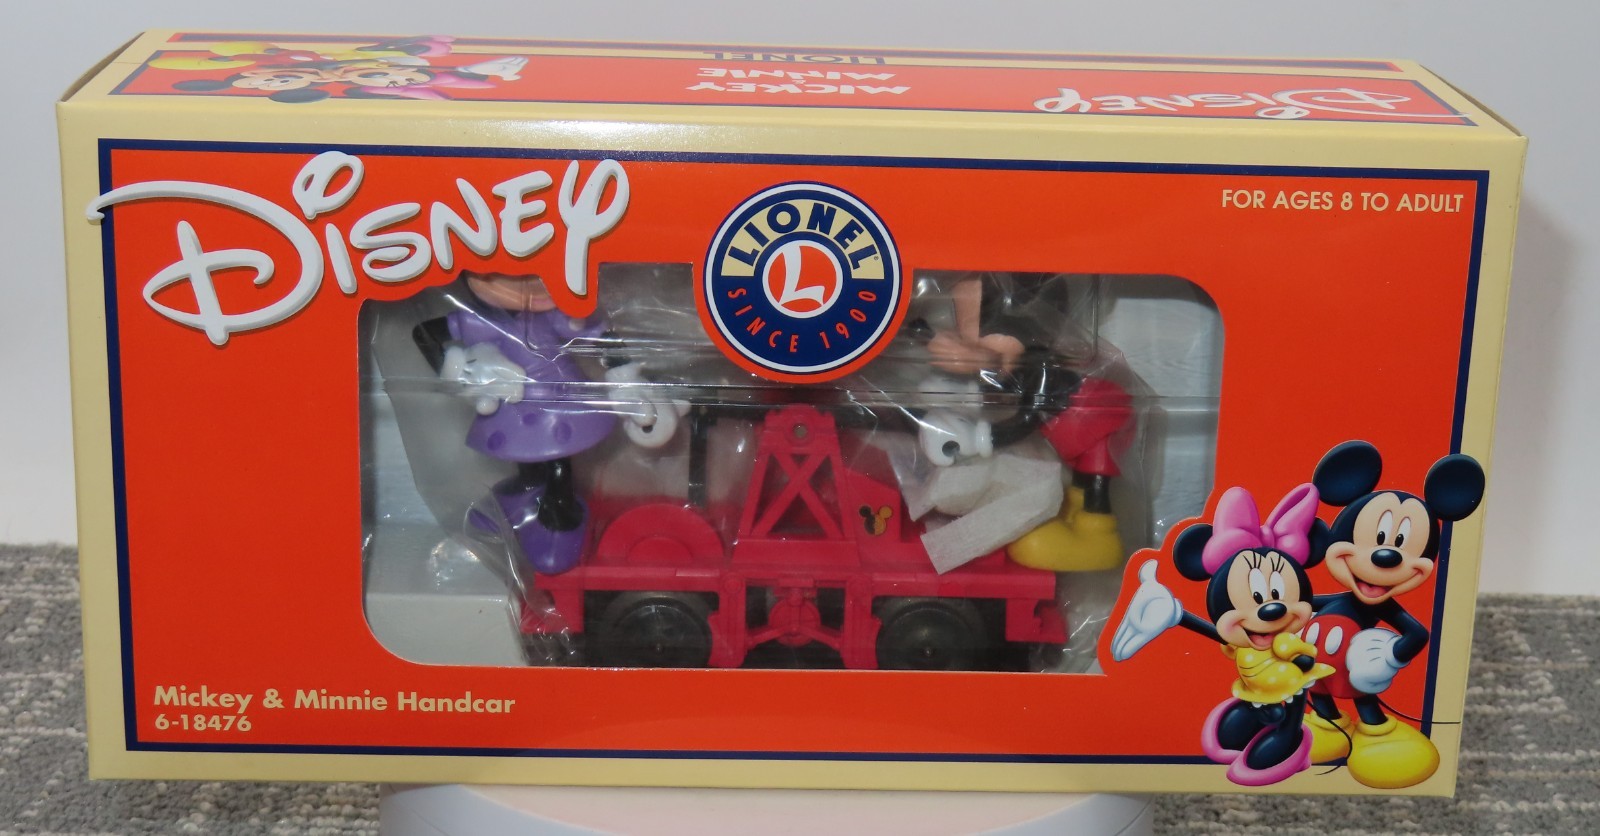 LIONEL
MICKEY
&
MINNIE
DISNEY
DISNEY
LIONEL
L
SINCE 1900
FOR AGES 8 TO ADULT
Mickey & Minnie Handcar
6-18476